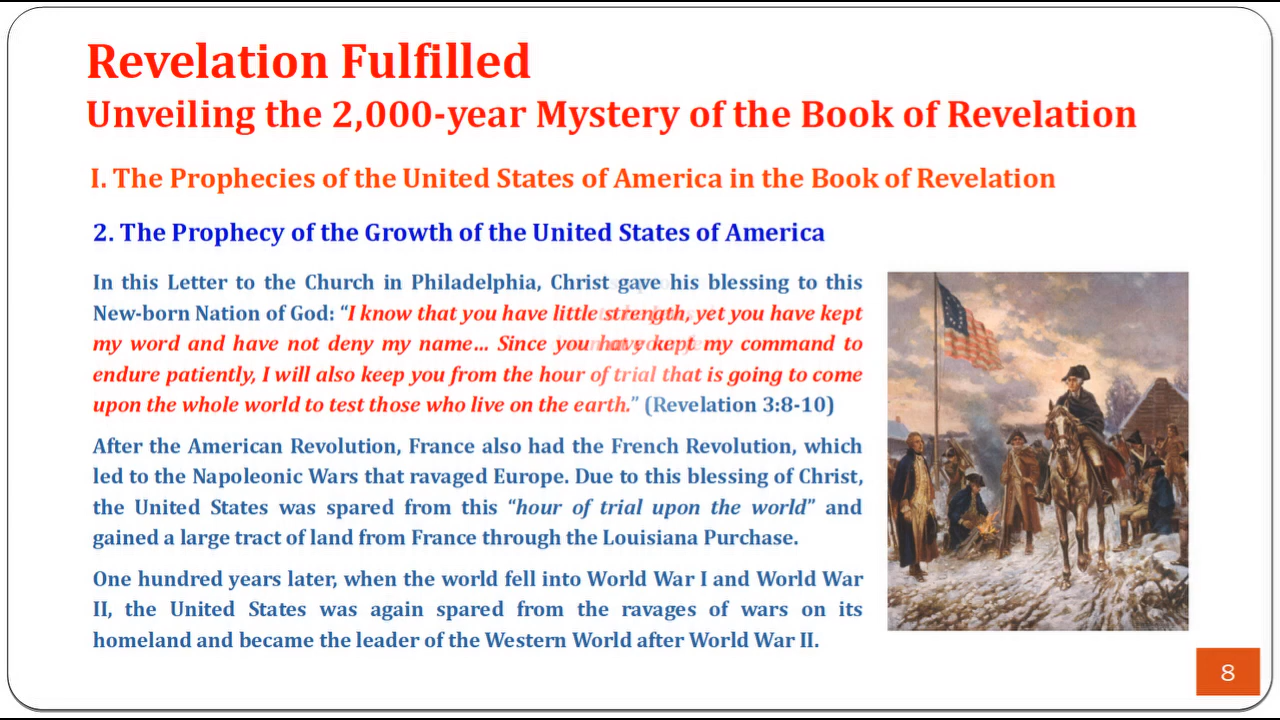 Revelation Fulfilled
Unveiling the 2,000-year Mystery of the Book of Revelation
I. The Prophecies of the United States of America in the Book of Revelation
2. The Prophecy of the Growth of the United States of America
In this Letter to the Church in Philadelphia, Christ gave his blessing to this
New-born Nation of God: “I know that you have little strength, yet you have kept
my word and have not deny my name… Since you have kept my command to
endure patiently, I will also keep you from the hour of trial that is going to come
upon the whole world to test those who live on the earth.” (Revelation 3:8-10)
After the American Revolution, France also had the French Revolution, which
led to the Napoleonic Wars that ravaged Europe. Due to this blessing of Christ,
the United States was spared from this “hour of trial upon the world” and
gained a large tract of land from France through the Louisiana Purchase.
One hundred years later, when the world fell into World War I and World War
II, the United States was again spared from the ravages of wars on its
homeland and became the leader of the Western World after World War II.
8